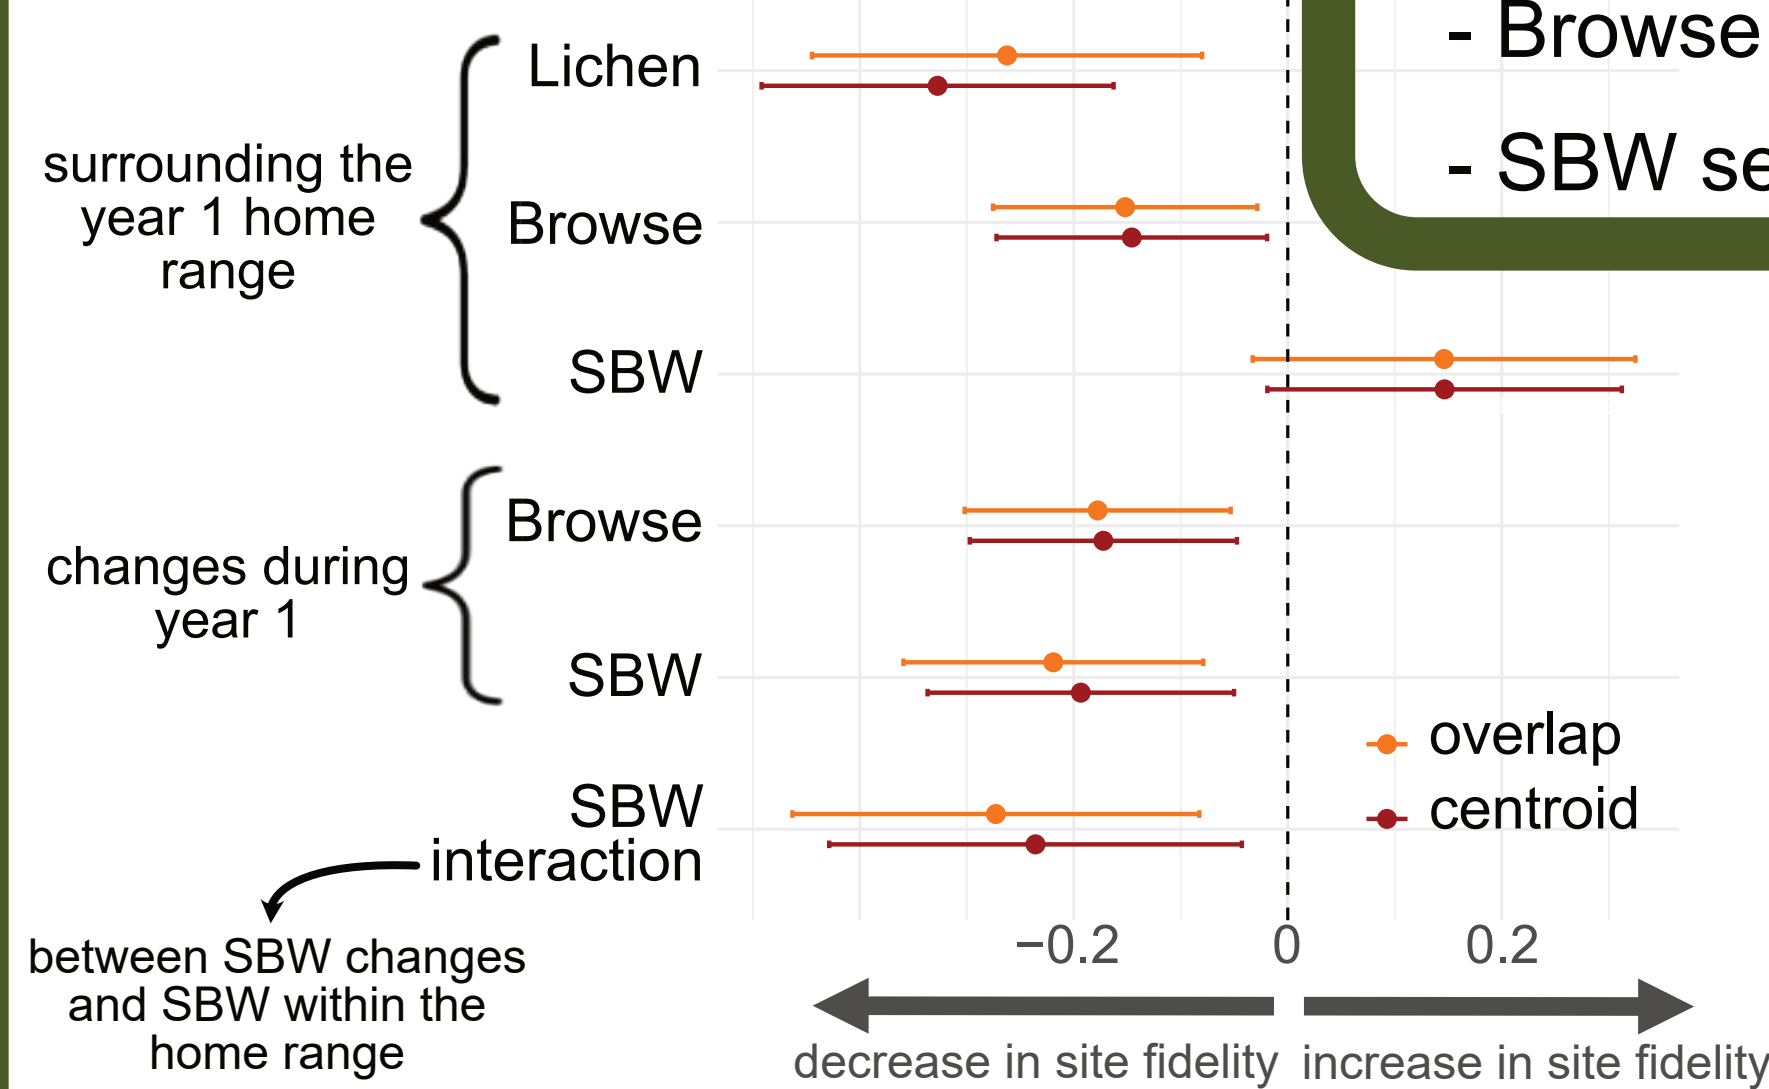 - Browse
- SBW se
Lichen
surrounding the
year 1 home
range
Browse
SBW
changes during
year 1
Browse
SBW
SBW
interaction
between SBW changes
and SBW within the
home range
overlap
centroid
−0.2 0 0.2
decrease in site fidelity increase in site fidelity